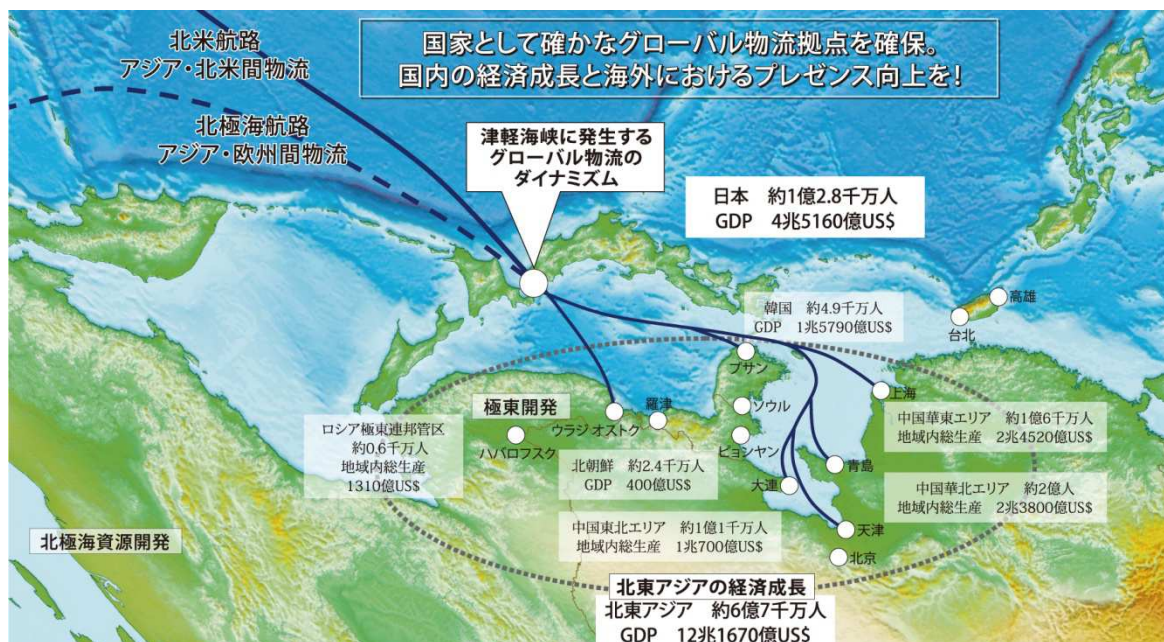 国家として確かなグローバル物流拠点を確保。
国内の経済成長と海外におけるプレゼンス向上を!
北米航路
アジア・北米間物流
北極海航路
アジア・欧州間物流
津軽海峡に発生する
グローバル物流の
ダイナミズム
日本 約1億2.8千万人
GDP 4兆5160億US$
韓国 約4.9千万人
GDP 1兆5790億US$
高雄
台北
プサン
上海
極東開発
羅津
ソウル
ウラジオストク
ロシア極東連邦管区
約0.6千万人
地域内総生産
1310億US$
ハバロフスク
ピョンヤン
中国華東エリア 約1億6千万人
地域内総生産 2兆4520億US$
北朝鮮 約2.4千万人
GDP 400億US$
青島
大連
中国華北エリア 約2億人
地域内総生産 2兆3800億US$
中国東北エリア 約1億1千万人
地域内総生産 1兆700億US$
天津
北極海資源開発
北京
北東アジアの経済成長
北東アジア 約6億7千万人
GDP 12兆1670億US$